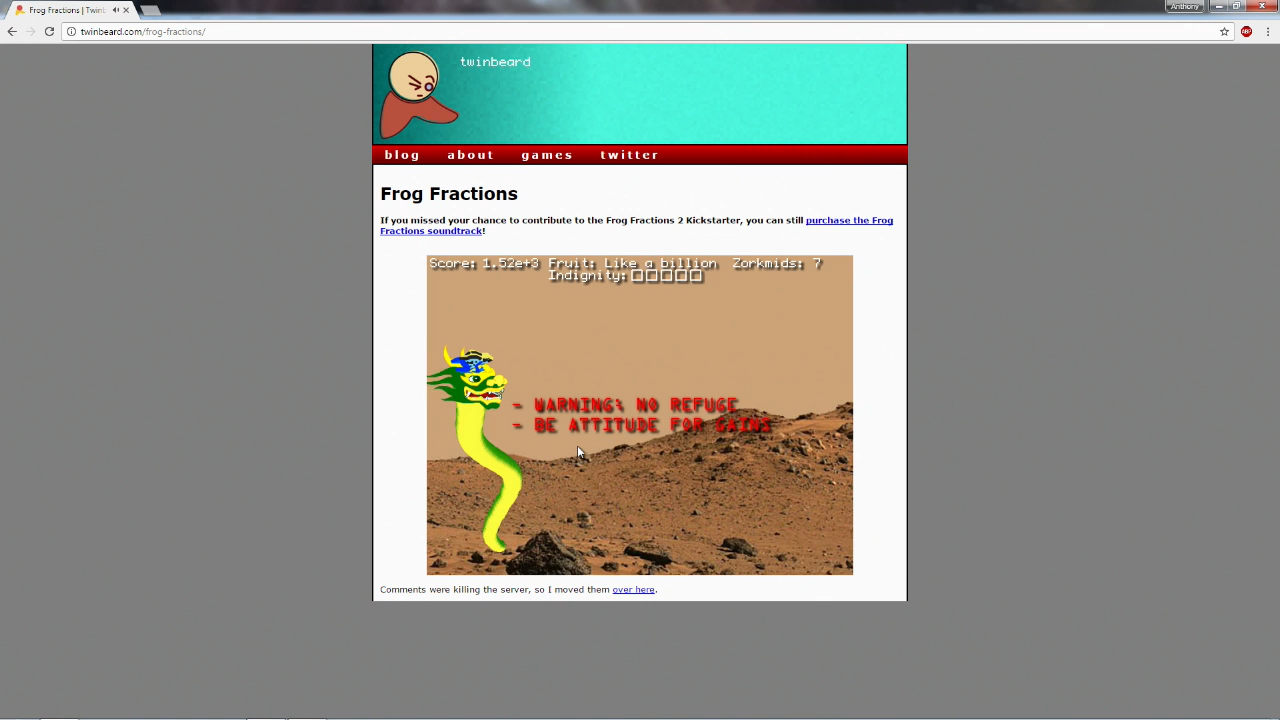 Frog Fractions | Twinb
Anthony
twinbeard.com/frog-fractions/
ABP
twinbeard
blog about games twitter
Frog Fractions
If you missed your chance to contribute to the Frog Fractions 2 Kickstarter, you can still purchase the Frog
Fractions soundtrack!
Score: 1.52e+3 Fruit: Like a billion Zorkmids: 7
Indignity:
- WARNING: NO REFUGE
- BE ATTITUDE FOR GAINS
Comments were killing the server, so I moved them over here.